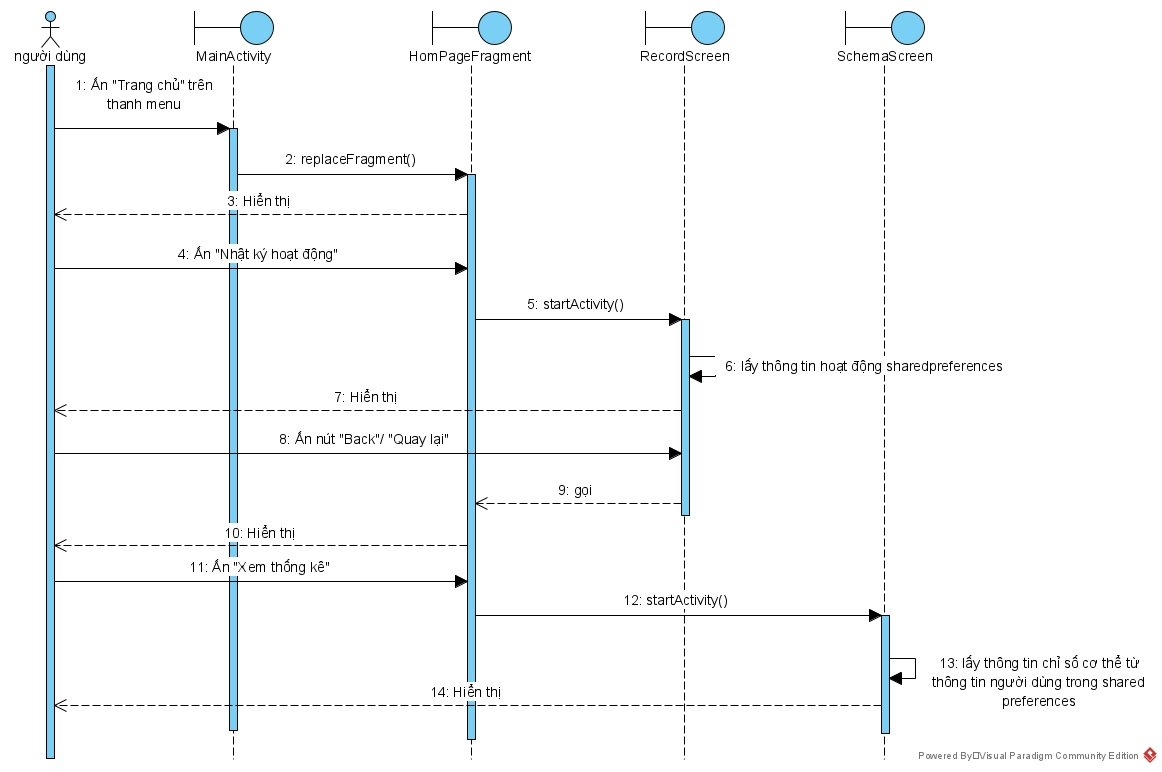 người dùng
MainActivity
HomPageFragment
RecordScreen
SchemaScreen
1: Ấn "Trang chủ" trên
thanh menu
2: replaceFragment()
3: Hiển thị
4: Ấn "Nhật ký hoạt động"
5: startActivity()
6: lấy thông tin hoạt động sharedpreferences
7: Hiển thị
8: Ấn nút "Back"/ "Quay lại"
9: gọi
10: Hiển thị
11: Ấn "Xem thống kê"
12: startActivity()
13: lấy thông tin chỉ số cơ thể từ
thông tin người dùng trong shared
preferences
14: Hiển thị
Powered By□Visual Paradigm Community Edition